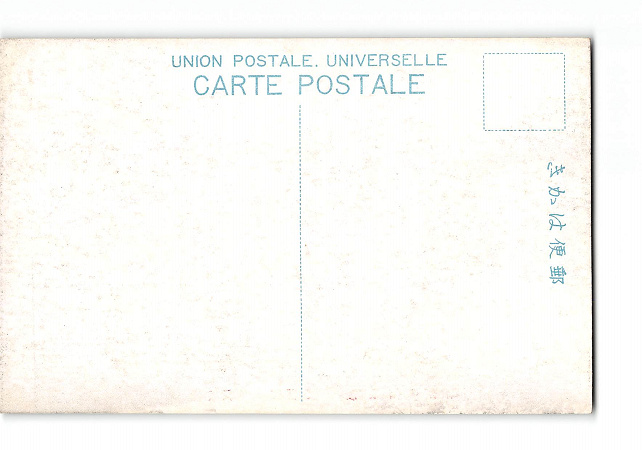 UNION POSTALE. UNIVERSELLE
CARTE POSTALE
郵便はかき